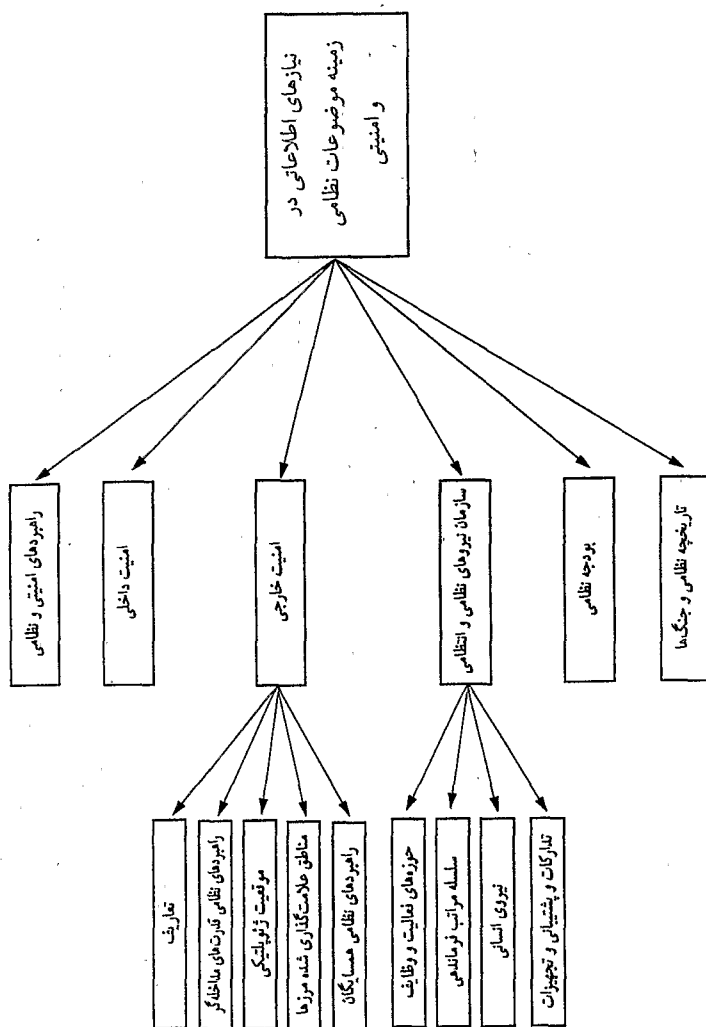 نیازهای اطلاعاتی در
زمینه موضوعات نظامی
و امنیتی
تاریخچه نظامی و جنگ‌ها
بودجه نظامی
سازمان نیروهای نظامی و انتظامی
امنیت خارجی
امنیت داخلی
راهبردهای امنیتی و نظامی
تدارکات و پشتیبانی و تجهیزات
نیروی انسانی
سلسله مراتب فرماندهی
حوزه‌های فعالیت و وظایف
راهبردهای نظامی همسایگان
مناطق علامت‌گذاری شده مرزها
موقعیت ژئوپلتیکی
راهبردهای نظامی قدرت‌های مداخله‌گر
تعاریف